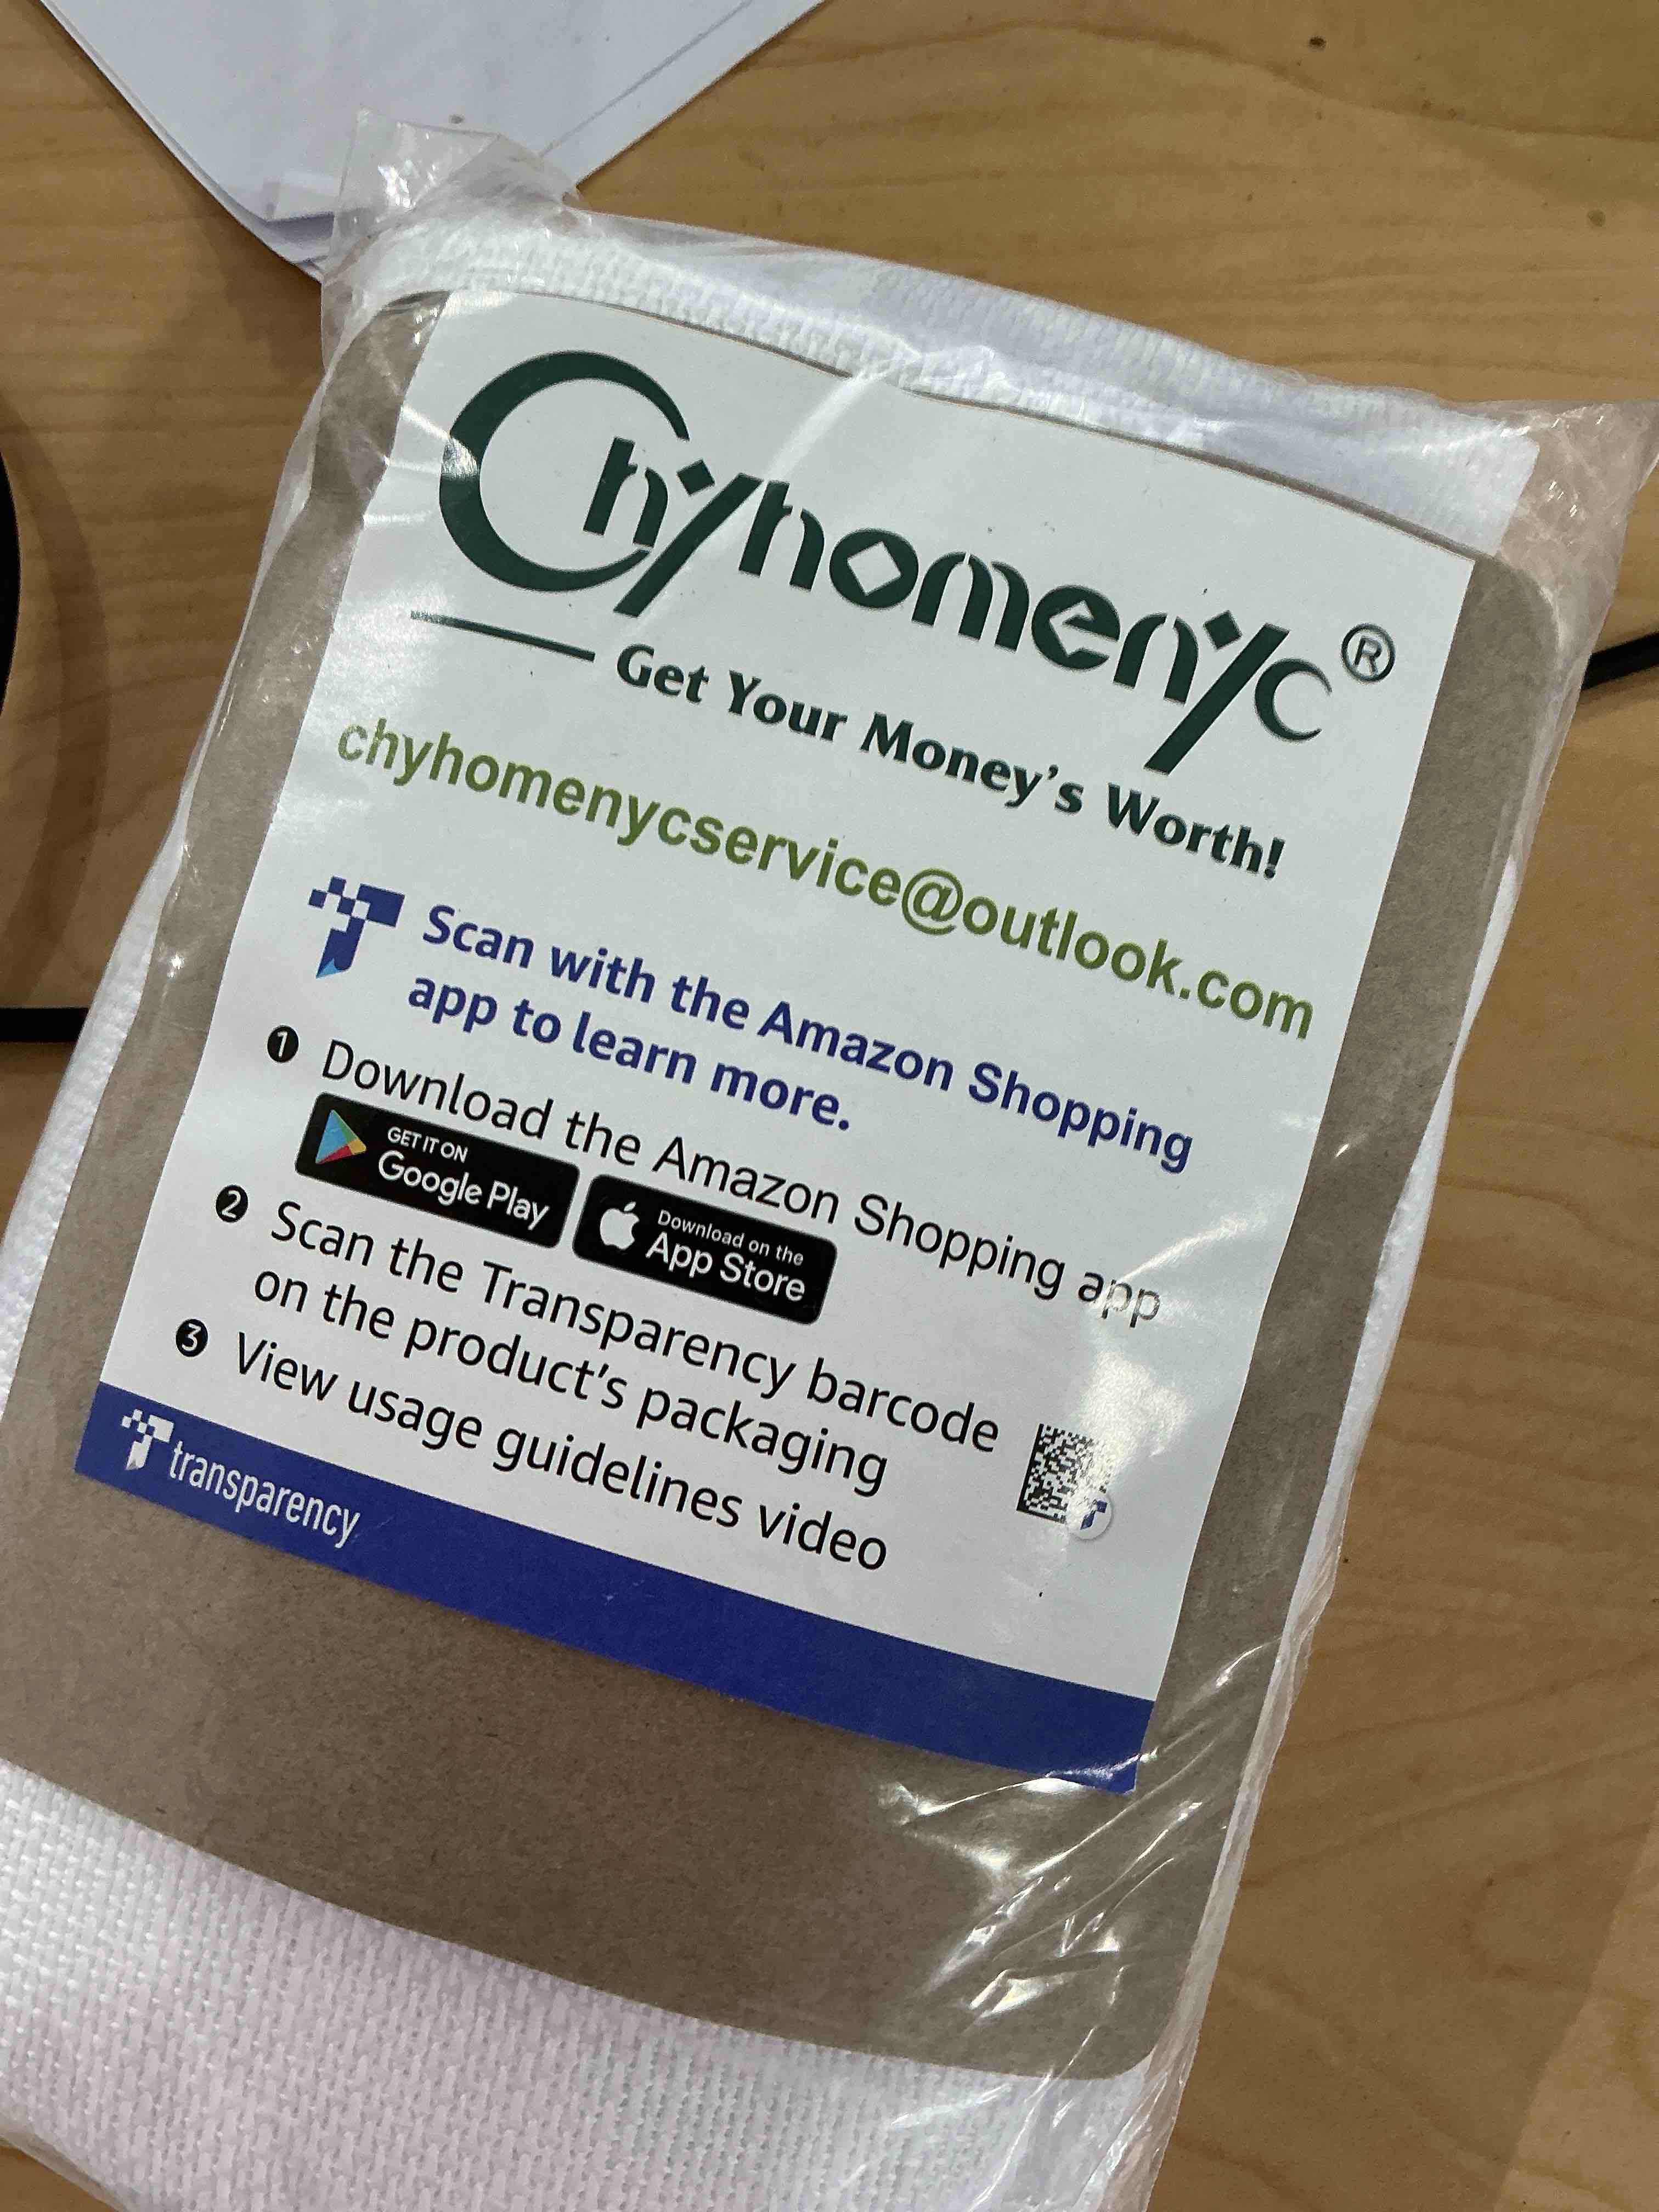 Chyhomenyc®
Get Your Money's Worth!
chyhomenycservice@outlook.com
Scan with the Amazon Shopping
app to learn more.
❶ Download the Amazon Shopping app
GET IT ON
Google Play
Download on the
App Store
❷ Scan the Transparency barcode
on the product's packaging
❸ View usage guidelines video
transparency